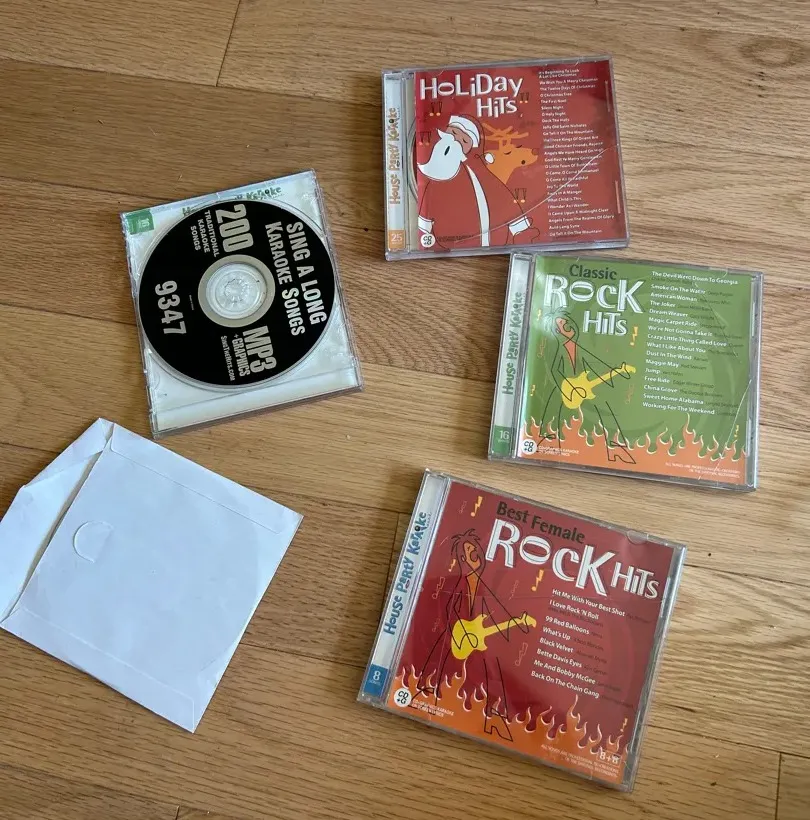 HOLiDAY
HiTS
House Party Karaoke
25
It's Beginning To Look
A Lot Like Christmas
We Wish You A Merry Christmas
The Twelve Days Of Christmas
O Christmas Tree
The First Noel
Silent Night
O Holy Night
Deck The Halls
Jolly Old Saint Nicholas
Go Tell It On The Mountain
We Three Kings Of Orient Are
Good Christian Friends, Rejoice
Angels We Have Heard On High
God Rest Ye Merry Gentlemen
O Little Town Of Bethlehem
O Come, O Come Emmanuel
O Come All Ye Faithful
Joy To The World
Away In A Manger
What Child Is This
I Wonder As I Wander
It Came Upon A Midnight Clear
Angels From The Realms Of Glory
Auld Lang Syne
Go Tell It On The Mountain
CD
+G
SING A LONG
KARAOKE SONGS
200
TRADITIONAL
KARAOKE
SONGS
9347
MP3
+GRAPHICS
Classic
ROCK
HiTS
House Party Karaoke
16
The Devil Went Down To Georgia
Smoke On The Water
American Woman
The Joker
Dream Weaver
Magic Carpet Ride
We're Not Gonna Take It
Crazy Little Thing Called Love
What I Like About You
Dust In The Wind
Maggie May
Jump
Free Ride
China Grove
Sweet Home Alabama
Working For The Weekend
CD
+G
Best Female
ROCK HiTS
House Party Karaoke
8
Hit Me With Your Best Shot
I Love Rock 'N Roll
99 Red Balloons
What's Up
Black Velvet
Bette Davis Eyes
Me And Bobby McGee
Back On The Chain Gang
CD
+G
8+8